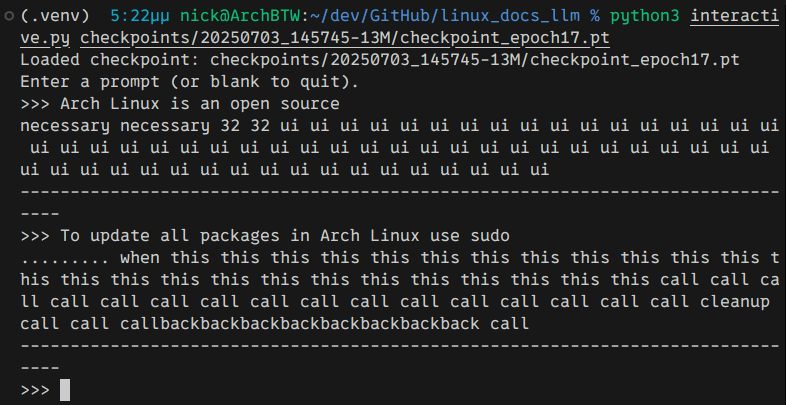 (.venv)  5:22μμ nick@ArchBTW:~/dev/GitHub/linux_docs_llm % python3 interacti
ve.py checkpoints/20250703_145745-13M/checkpoint_epoch17.pt
Loaded checkpoint: checkpoints/20250703_145745-13M/checkpoint_epoch17.pt
Enter a prompt (or blank to quit).
>>> Arch Linux is an open source
necessary necessary 32 32 ui ui ui ui ui ui ui ui ui ui ui ui ui ui ui ui ui
 ui ui ui ui ui ui ui ui ui ui ui ui ui ui ui ui ui ui ui ui ui ui ui ui ui
ui ui ui ui ui ui ui ui ui ui ui ui ui ui ui ui ui ui
----------------------------------------------------------------------------
----
>>> To update all packages in Arch Linux use sudo
......... when this this this this this this this this this this this this t
his this this this this this this this this this this this this call call ca
ll call call call call call call call call call call call call call cleanup
call call callbackbackbackbackbackbackbackback call
----------------------------------------------------------------------------
----
>>>